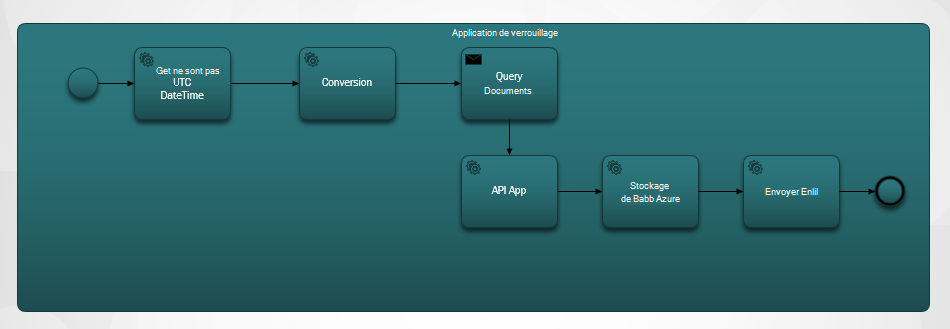 Application de verrouillage
Get ne sont pas
UTC
DateTime
Conversion
Query
Documents
API App
Stockage
de Babb Azure
Envoyer Enlil